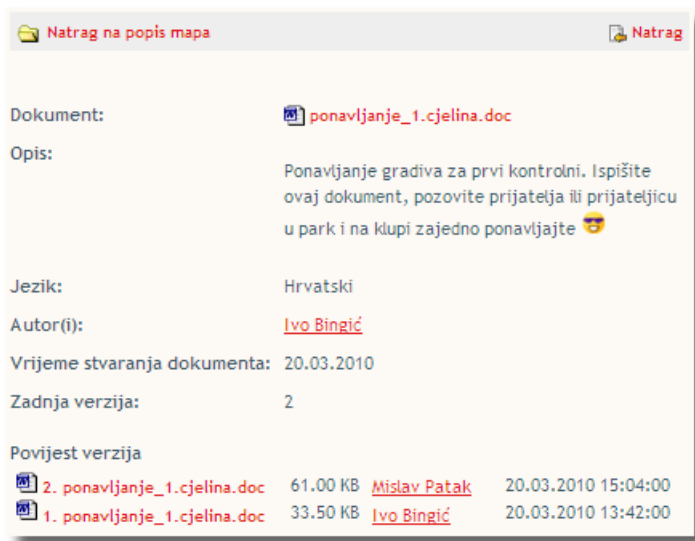 Natrag na popis mapa Natrag
Dokument: ponavljanje_1.cjelina.doc
Opis:
Ponavljanje gradiva za prvi kontrolni. Ispišite
ovaj dokument, pozovite prijatelja ili prijateljicu
u park i na klupi zajedno ponavljajte
Jezik: Hrvatski
Autor(i): Ivo Bingić
Vrijeme stvaranja dokumenta: 20.03.2010
Zadnja verzija: 2
Povijest verzija
2. ponavljanje_1.cjelina.doc 61.00 KB Mislav Patak 20.03.2010 15:04:00
1. ponavljanje_1.cjelina.doc 33.50 KB Ivo Bingić 20.03.2010 13:42:00